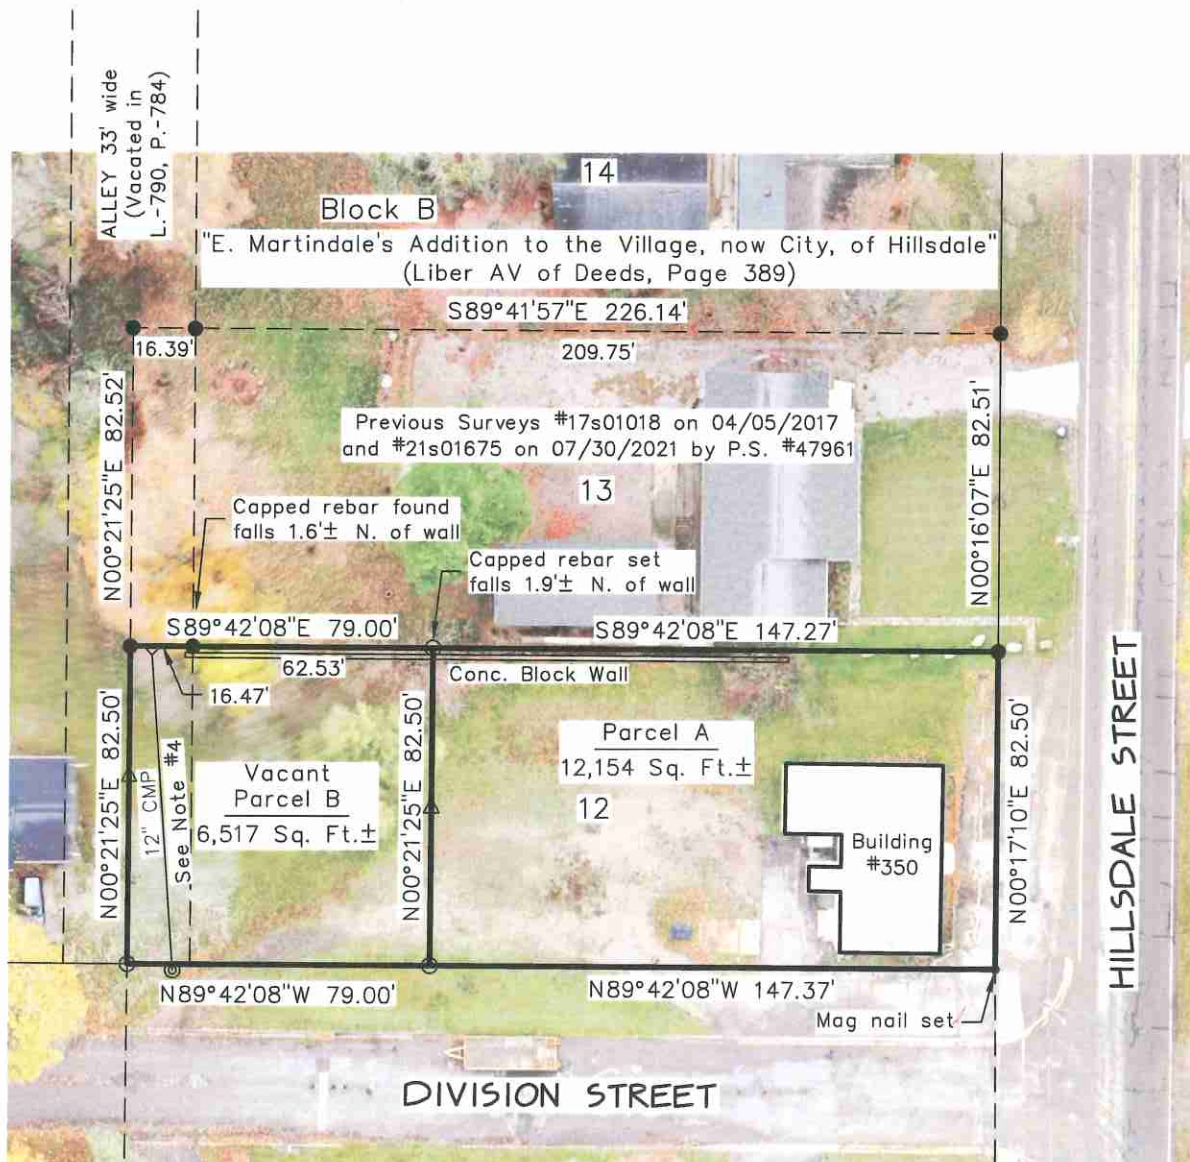 ALLEY 33' wide
(Vacated in
L.-790, P.-784)
14
Block B
"E. Martindale's Addition to the Village, now City, of Hillsdale"
(Liber AV of Deeds, Page 389)
S89°41'57"E 226.14'
16.39'
209.75'
N00°21'25"E 82.52'
N00°16'07"E 82.51'
Previous Surveys #17s01018 on 04/05/2017
and #21s01675 on 07/30/2021 by P.S. #47961
13
Capped rebar found
falls 1.6'± N. of wall
Capped rebar set
falls 1.9'± N. of wall
S89°42'08"E 79.00'
S89°42'08"E 147.27'
62.53'
Conc. Block Wall
16.47'
N00°21'25"E 82.50'
12" CMP
See Note #4
Vacant
Parcel B
6,517 Sq. Ft.±
N00°21'25"E 82.50'
Parcel A
12,154 Sq. Ft.±
12
Building
#350
N00°17'10"E 82.50'
HILLSDALE STREET
N89°42'08"W 79.00'
N89°42'08"W 147.37'
Mag nail set
DIVISION STREET